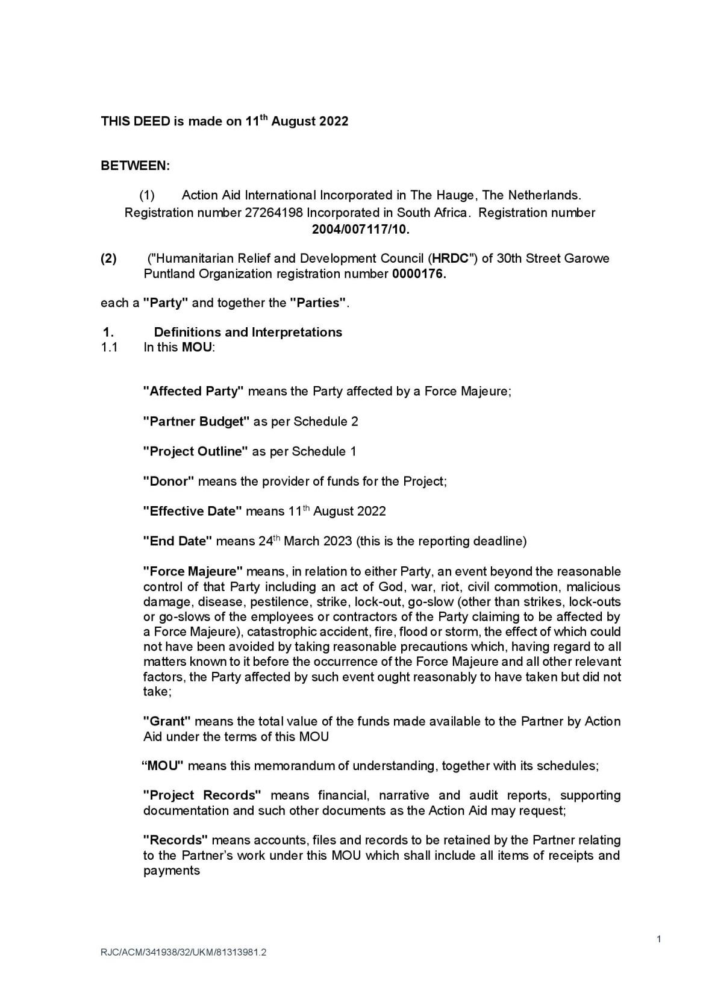 THIS DEED is made on 11th August 2022
BETWEEN:
(1) Action Aid International Incorporated in The Hauge, The Netherlands.
Registration number 27264198 Incorporated in South Africa. Registration number
2004/007117/10.
(2) ("Humanitarian Relief and Development Council (HRDC") of 30th Street Garowe
Puntland Organization registration number 0000176.
each a "Party" and together the "Parties".
1. Definitions and Interpretations
1.1 In this MOU:
"Affected Party" means the Party affected by a Force Majeure;
"Partner Budget" as per Schedule 2
"Project Outline" as per Schedule 1
"Donor" means the provider of funds for the Project;
"Effective Date" means 11th August 2022
"End Date" means 24th March 2023 (this is the reporting deadline)
"Force Majeure" means, in relation to either Party, an event beyond the reasonable
control of that Party including an act of God, war, riot, civil commotion, malicious
damage, disease, pestilence, strike, lock-out, go-slow (other than strikes, lock-outs
or go-slows of the employees or contractors of the Party claiming to be affected by
a Force Majeure), catastrophic accident, fire, flood or storm, the effect of which could
not have been avoided by taking reasonable precautions which, having regard to all
matters known to it before the occurrence of the Force Majeure and all other relevant
factors, the Party affected by such event ought reasonably to have taken but did not
take;
"Grant" means the total value of the funds made available to the Partner by Action
Aid under the terms of this MOU
“MOU" means this memorandum of understanding, together with its schedules;
"Project Records" means financial, narrative and audit reports, supporting
documentation and such other documents as the Action Aid may request;
"Records" means accounts, files and records to be retained by the Partner relating
to the Partner’s work under this MOU which shall include all items of receipts and
payments
1
RJC/ACM/341938/32/UKM/81313981.2